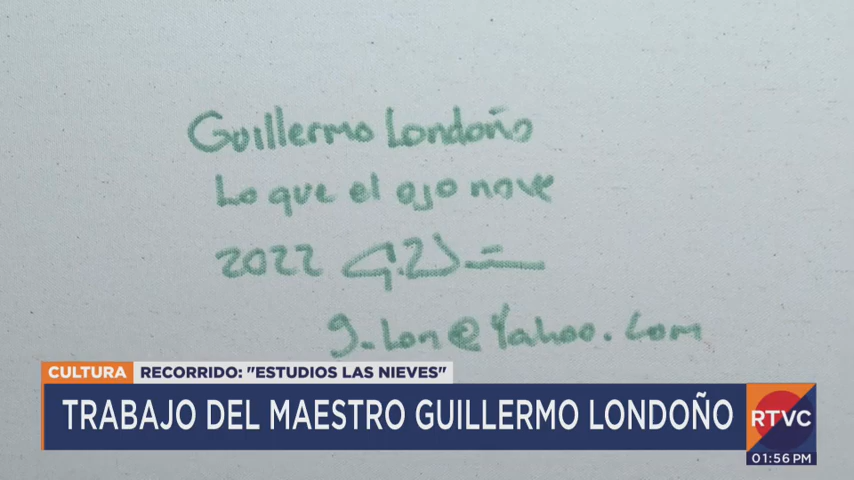 Guillermo Londoño
Lo que el ojo no ve
2022
g-lon@Yahoo.com
CULTURA RECORRIDO: "ESTUDIOS LAS NIEVES"
TRABAJO DEL MAESTRO GUILLERMO LONDOÑO
RTVC
01:56 PM